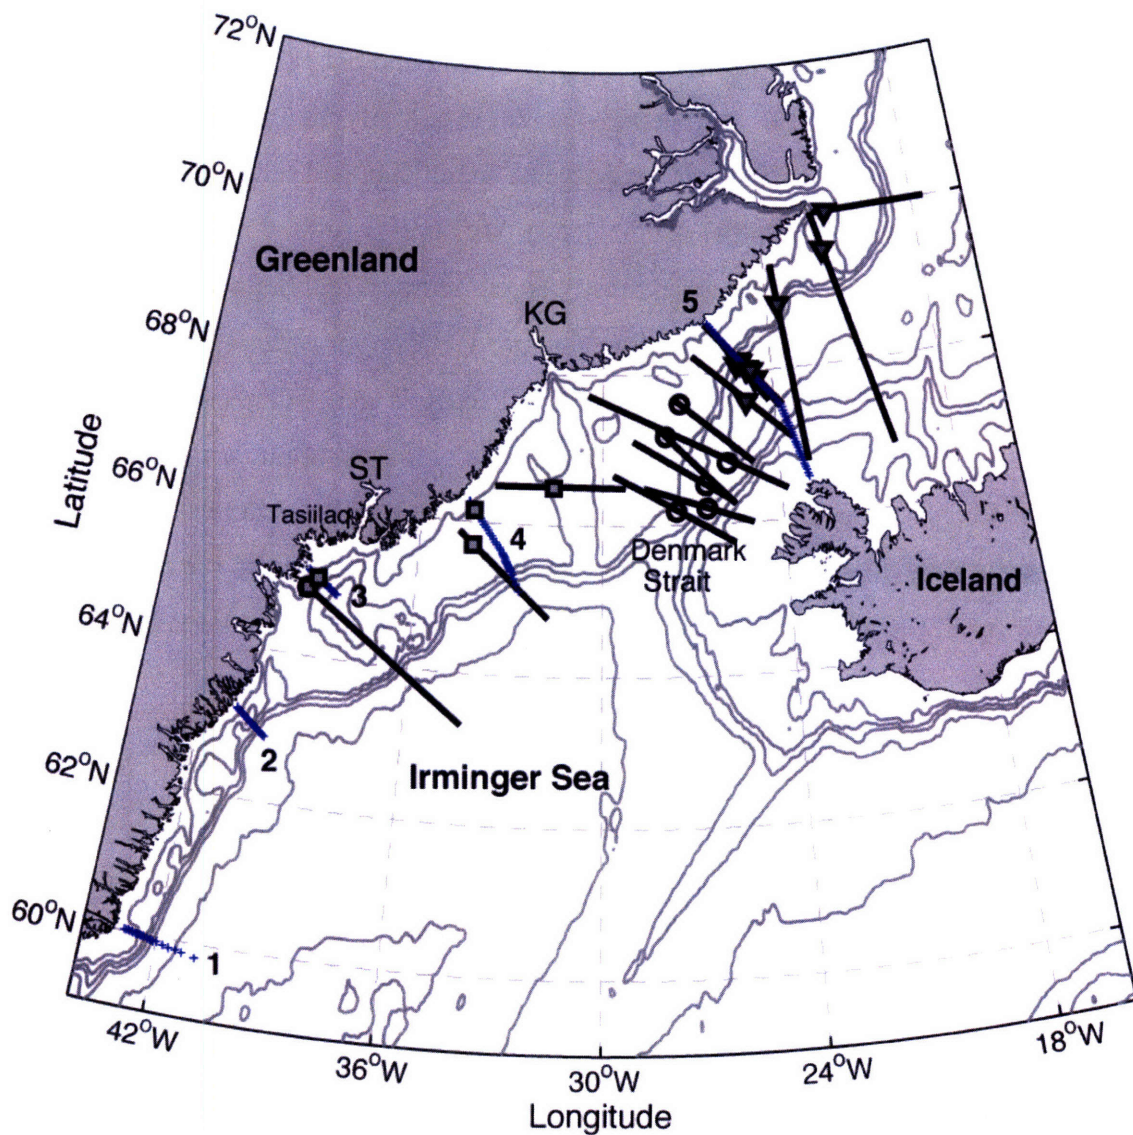 72°N
70°N
Greenland
5
KG
68°N
Latitude
66°N
ST
Tasiilaq
4
Denmark
Strait
Iceland
3
64°N
2
Irminger Sea
62°N
60°N
1
42°W
36°W
30°W
24°W
18°W
Longitude